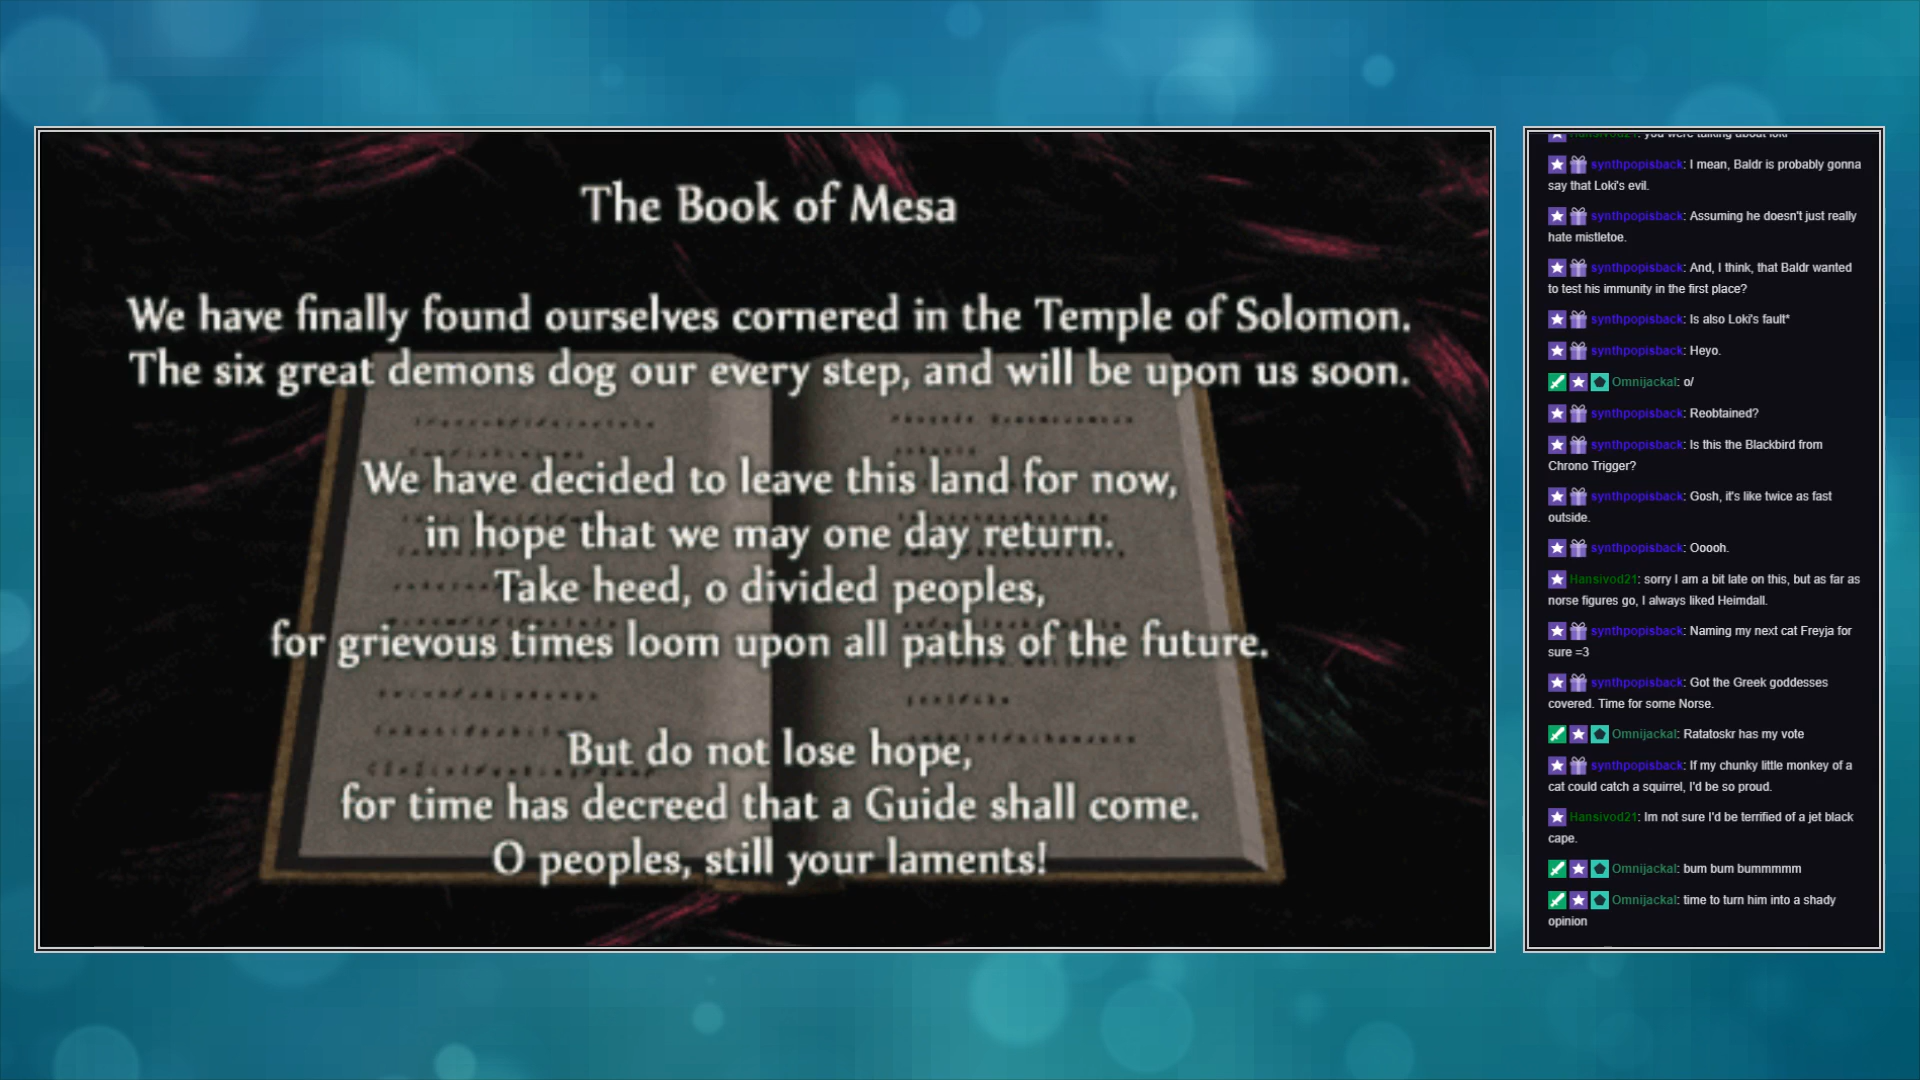 The Book of Mesa
We have finally found ourselves cornered in the Temple of Solomon.
The six great demons dog our every step, and will be upon us soon.
We have decided to leave this land for now,
in hope that we may one day return.
Take heed, o divided peoples,
for grievous times loom upon all paths of the future.
But do not lose hope,
for time has decreed that a Guide shall come.
O peoples, still your laments!
Hansivod21: you were talking about loki
synthpopisback: I mean, Baldr is probably gonna
say that Loki's evil.
synthpopisback: Assuming he doesn't just really
hate mistletoe.
synthpopisback: And, I think, that Baldr wanted
to test his immunity in the first place?
synthpopisback: Is also Loki's fault*
synthpopisback: Heyo.
Omnijackal: o/
synthpopisback: Reobtained?
synthpopisback: Is this the Blackbird from
Chrono Trigger?
synthpopisback: Gosh, it's like twice as fast
outside.
synthpopisback: Ooooh.
Hansivod21: sorry I am a bit late on this, but as far as
norse figures go, I always liked Heimdall.
synthpopisback: Naming my next cat Freyja for
sure =3
synthpopisback: Got the Greek goddesses
covered. Time for some Norse.
Omnijackal: Ratatoskr has my vote
synthpopisback: If my chunky little monkey of a
cat could catch a squirrel, I'd be so proud.
Hansivod21: Im not sure I'd be terrified of a jet black
cape.
Omnijackal: bum bum bummmmm
Omnijackal: time to turn him into a shady
opinion